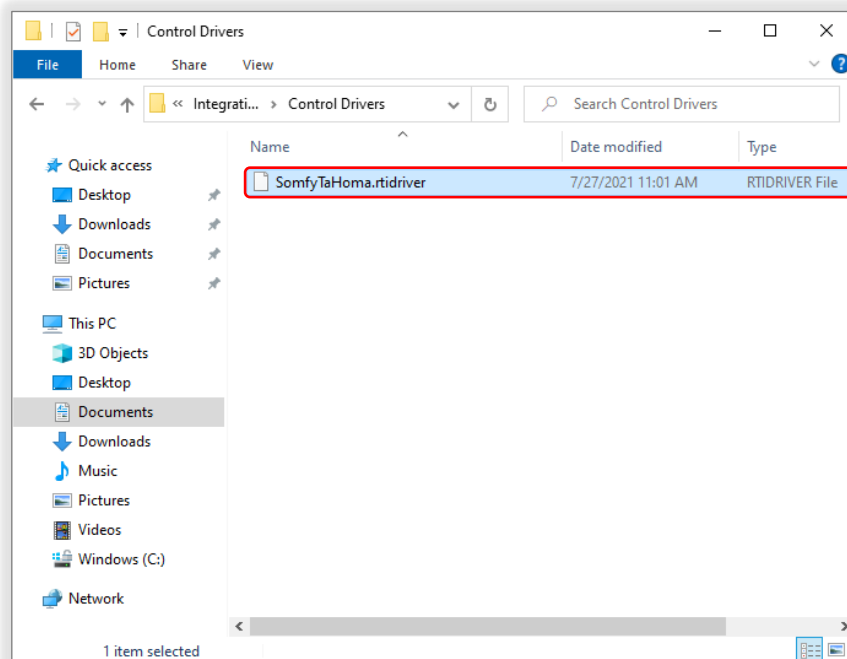 Control Drivers
File Home Share View
« Integrati... › Control Drivers Search Control Drivers
Name Date modified Type
SomfyTaHoma.rtidriver 7/27/2021 11:01 AM RTIDRIVER File
Quick access
Desktop
Downloads
Documents
Pictures
This PC
3D Objects
Desktop
Documents
Downloads
Music
Pictures
Videos
Windows (C:)
Network
1 item selected